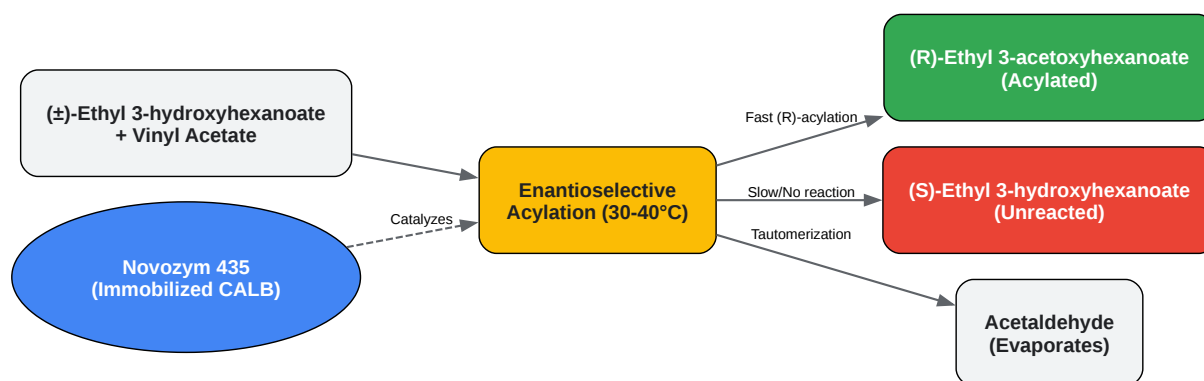 (±)-Ethyl 3-hydroxyhexanoate
+ Vinyl Acetate
Novozym 435
(Immobilized CALB)
Catalyzes
Enantioselective
Acylation (30-40°C)
Fast (R)-acylation
Slow/No reaction
Tautomerization
(R)-Ethyl 3-acetoxyhexanoate
(Acylated)
(S)-Ethyl 3-hydroxyhexanoate
(Unreacted)
Acetaldehyde
(Evaporates)